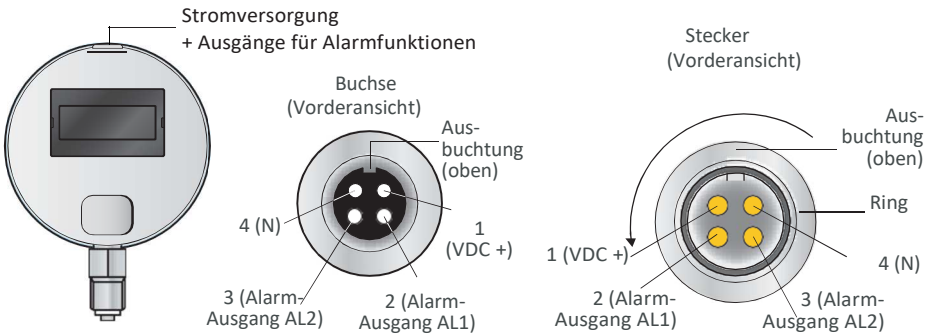 Stromversorgung
+ Ausgänge für Alarmfunktionen
Buchse
(Vorderansicht)
Aus-
buchtung
(oben)
4 (N)
1
(VDC +)
3 (Alarm-
Ausgang AL2)
2 (Alarm-
Ausgang AL1)
Stecker
(Vorderansicht)
Aus-
buchtung
(oben)
Ring
1 (VDC +)
4 (N)
2 (Alarm-
Ausgang AL1)
3 (Alarm-
Ausgang AL2)